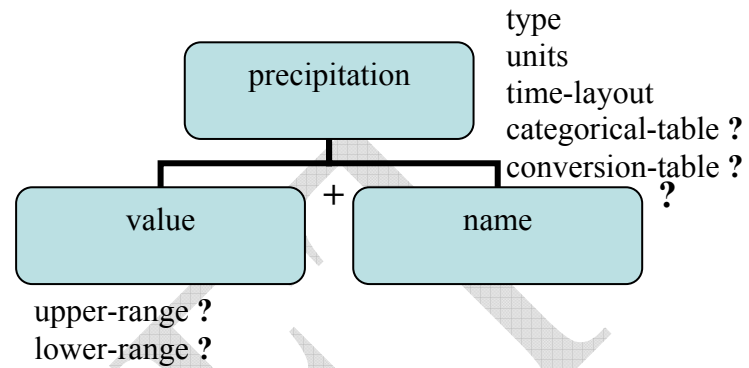 type
units
time-layout
categorical-table ?
conversion-table ?
precipitation
value
+
name
?
upper-range ?
lower-range ?